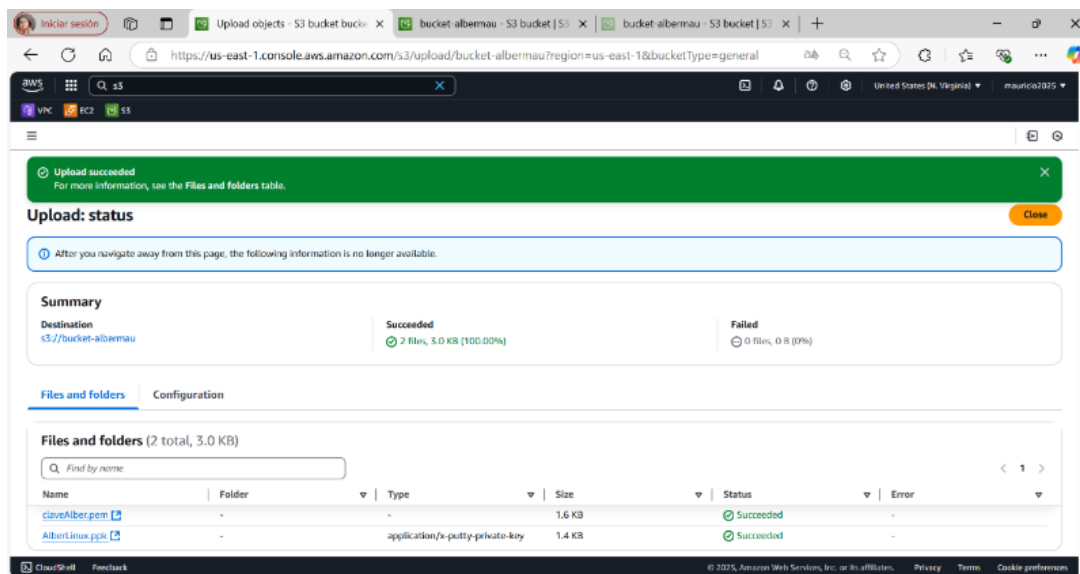 Iniciar sesión
Upload objects - S3 bucket bucke
bucket-albermau - S3 bucket | S3
bucket-albermau - S3 bucket | S3
https://us-east-1.console.aws.amazon.com/s3/upload/bucket-albermau?region=us-east-1&bucketType=general
aws
s3
United States (N. Virginia)
mauricio2025
VPC EC2 S3
Upload succeeded
For more information, see the Files and folders table.
Upload: status
Close
After you navigate away from this page, the following information is no longer available.
Summary
Destination
s3://bucket-albermau
Succeeded
2 files, 3.0 KB (100.00%)
Failed
0 files, 0 B (0%)
Files and folders Configuration
Files and folders (2 total, 3.0 KB)
Find by name
1
Name Folder Type Size Status Error
claveAlber.pem - - 1.6 KB Succeeded -
AlberLinux.ppk - application/x-putty-private-key 1.4 KB Succeeded -
CloudShell Feedback © 2025, Amazon Web Services, Inc. or its affiliates. Privacy Terms Cookie preferences